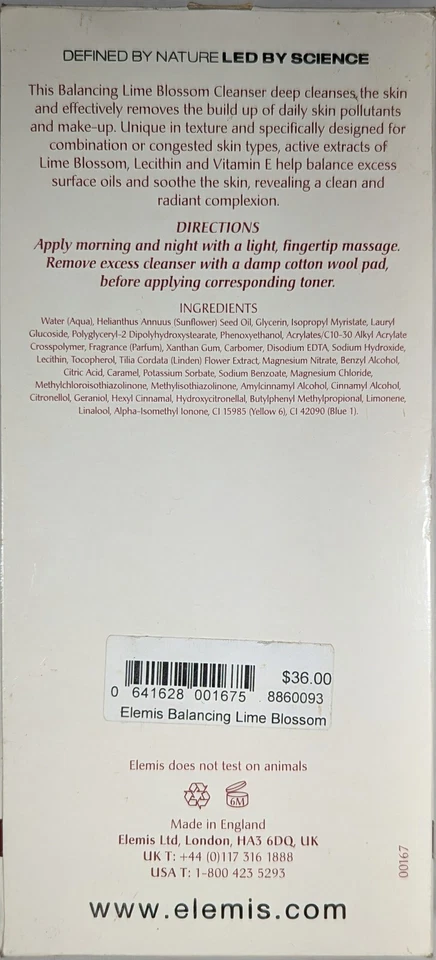 DEFINED BY NATURE LED BY SCIENCE
This Balancing Lime Blossom Cleanser deep cleanses the skin
and effectively removes the build up of daily skin pollutants
and make-up. Unique in texture and specifically designed for
combination or congested skin types, active extracts of
Lime Blossom, Lecithin and Vitamin E help balance excess
surface oils and soothe the skin, revealing a clean and
radiant complexion.
DIRECTIONS
Apply morning and night with a light, fingertip massage.
Remove excess cleanser with a damp cotton wool pad,
before applying corresponding toner.
INGREDIENTS
Water (Aqua), Helianthus Annuus (Sunflower) Seed Oil, Glycerin, Isopropyl Myristate, Lauryl
Glucoside, Polyglyceryl-2 Dipolyhydroxystearate, Phenoxyethanol, Acrylates/C10-30 Alkyl Acrylate
Crosspolymer, Fragrance (Parfum), Xanthan Gum, Carbomer, Disodium EDTA, Sodium Hydroxide,
Lecithin, Tocopherol, Tilia Cordata (Linden) Flower Extract, Magnesium Nitrate, Benzyl Alcohol,
Citric Acid, Caramel, Potassium Sorbate, Sodium Benzoate, Magnesium Chloride,
Methylchloroisothiazolinone, Methylisothiazolinone, Amylcinnamyl Alcohol, Cinnamyl Alcohol,
Citronellol, Geraniol, Hexyl Cinnamal, Hydroxycitronellal, Butylphenyl Methylpropional, Limonene,
Linalool, Alpha-Isomethyl Ionone, CI 15985 (Yellow 6), CI 42090 (Blue 1).
$36.00
0 641628 001675 8860093
Elemis Balancing Lime Blossom
Elemis does not test on animals
6M
Made in England
Elemis Ltd, London, HA3 6DQ, UK
UK T: +44 (0)117 316 1888
USA T: 1-800 423 5293
00167
www.elemis.com